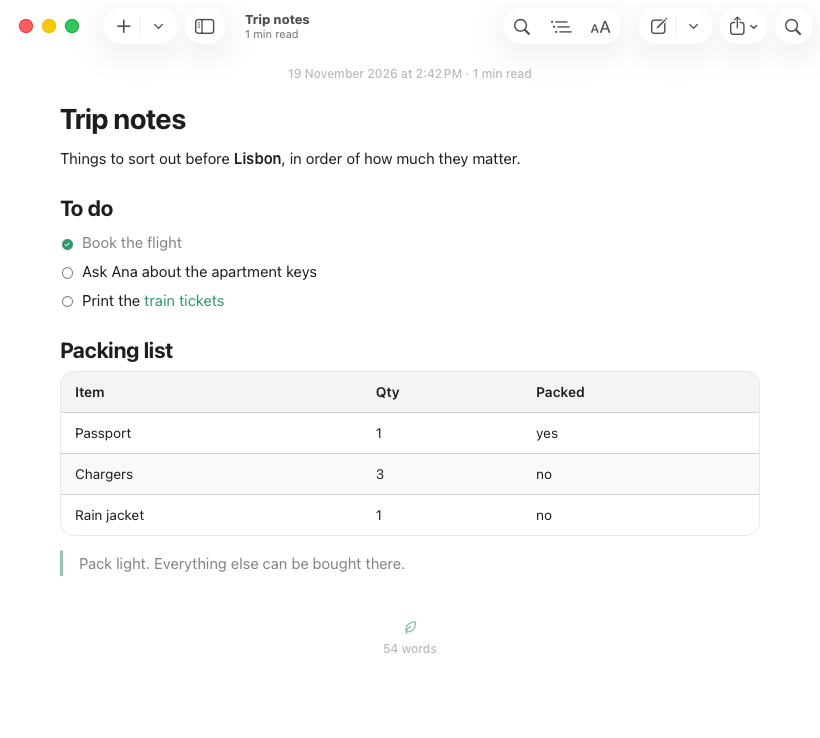 Trip notes
1 min read
AA
19 November 2026 at 2:42 PM · 1 min read
Trip notes
Things to sort out before Lisbon, in order of how much they matter.
To do
Book the flight
Ask Ana about the apartment keys
Print the train tickets
Packing list
Item Qty Packed
Passport 1 yes
Chargers 3 no
Rain jacket 1 no
Pack light. Everything else can be bought there.
54 words